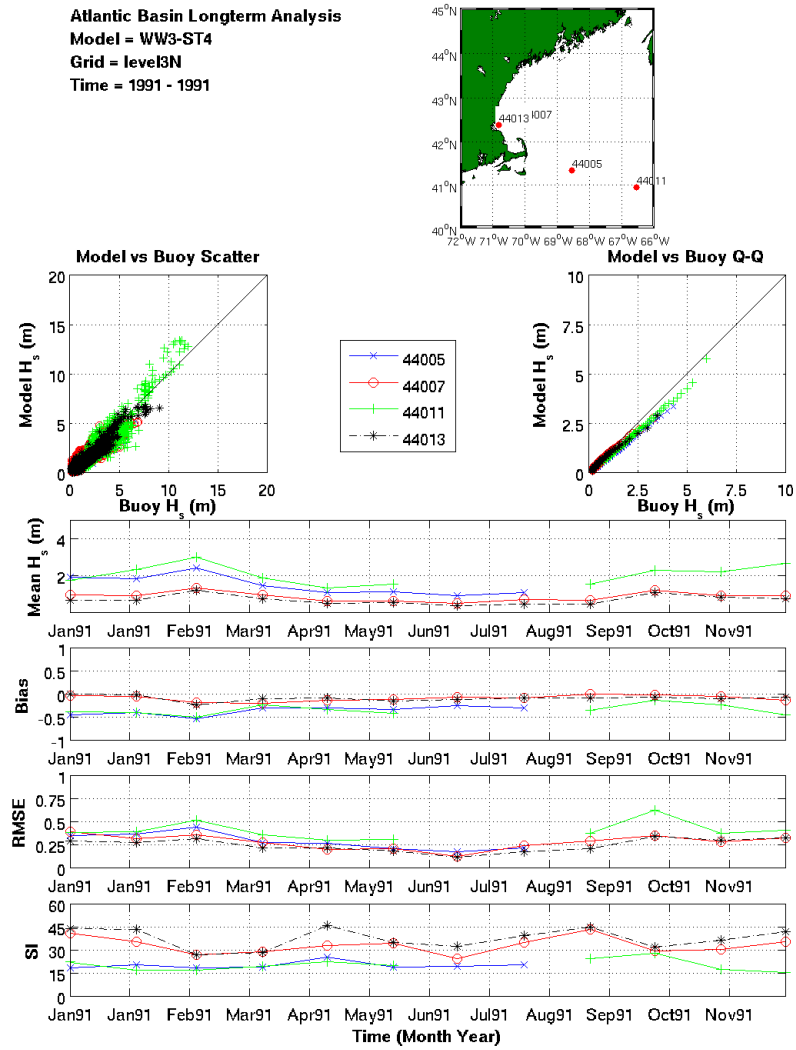 Atlantic Basin Longterm Analysis
Model = WW3-ST4
Grid = level3N
Time = 1991 - 1991
45°N
44°N
43°N
42°N
41°N
40°N
72°W 71°W 70°W 69°W 68°W 67°W 66°W
44013 I007
44005
44011
Model vs Buoy Scatter
Model Hs (m)
20
15
10
5
0
0 5 10 15 20
Buoy Hs (m)
44005
44007
44011
44013
Model vs Buoy Q-Q
Model Hs (m)
10
7.5
5
2.5
0
0 2.5 5 7.5 10
Buoy Hs (m)
Mean Hs (m)
4
2
Jan91 Jan91 Feb91 Mar91 Apr91 May91 Jun91 Jul91 Aug91 Sep91 Oct91 Nov91
Bias
1
0.5
0
-0.5
-1
Jan91 Jan91 Feb91 Mar91 Apr91 May91 Jun91 Jul91 Aug91 Sep91 Oct91 Nov91
RMSE
1
0.75
0.5
0.25
0
Jan91 Jan91 Feb91 Mar91 Apr91 May91 Jun91 Jul91 Aug91 Sep91 Oct91 Nov91
SI
60
45
30
15
0
Jan91 Jan91 Feb91 Mar91 Apr91 May91 Jun91 Jul91 Aug91 Sep91 Oct91 Nov91
Time (Month Year)